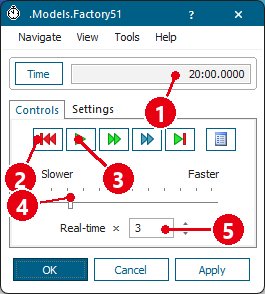 .Models.Factory51 ? ×
Navigate View Tools Help
Time 20:00.0000
1
Controls Settings
2 3
Slower Faster
4
Real-time × 3 5
OK Cancel Apply